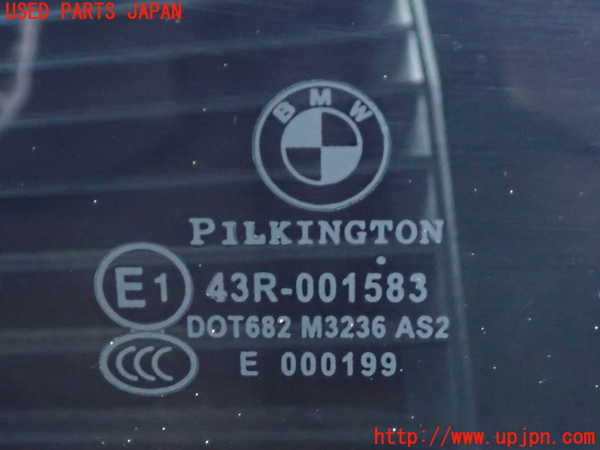 USED PARTS JAPAN
BMW
PILKINGTON
E1 43R-001583
DOT682 M3236 AS2
CCC E 000199
http://www.upjpn.com/